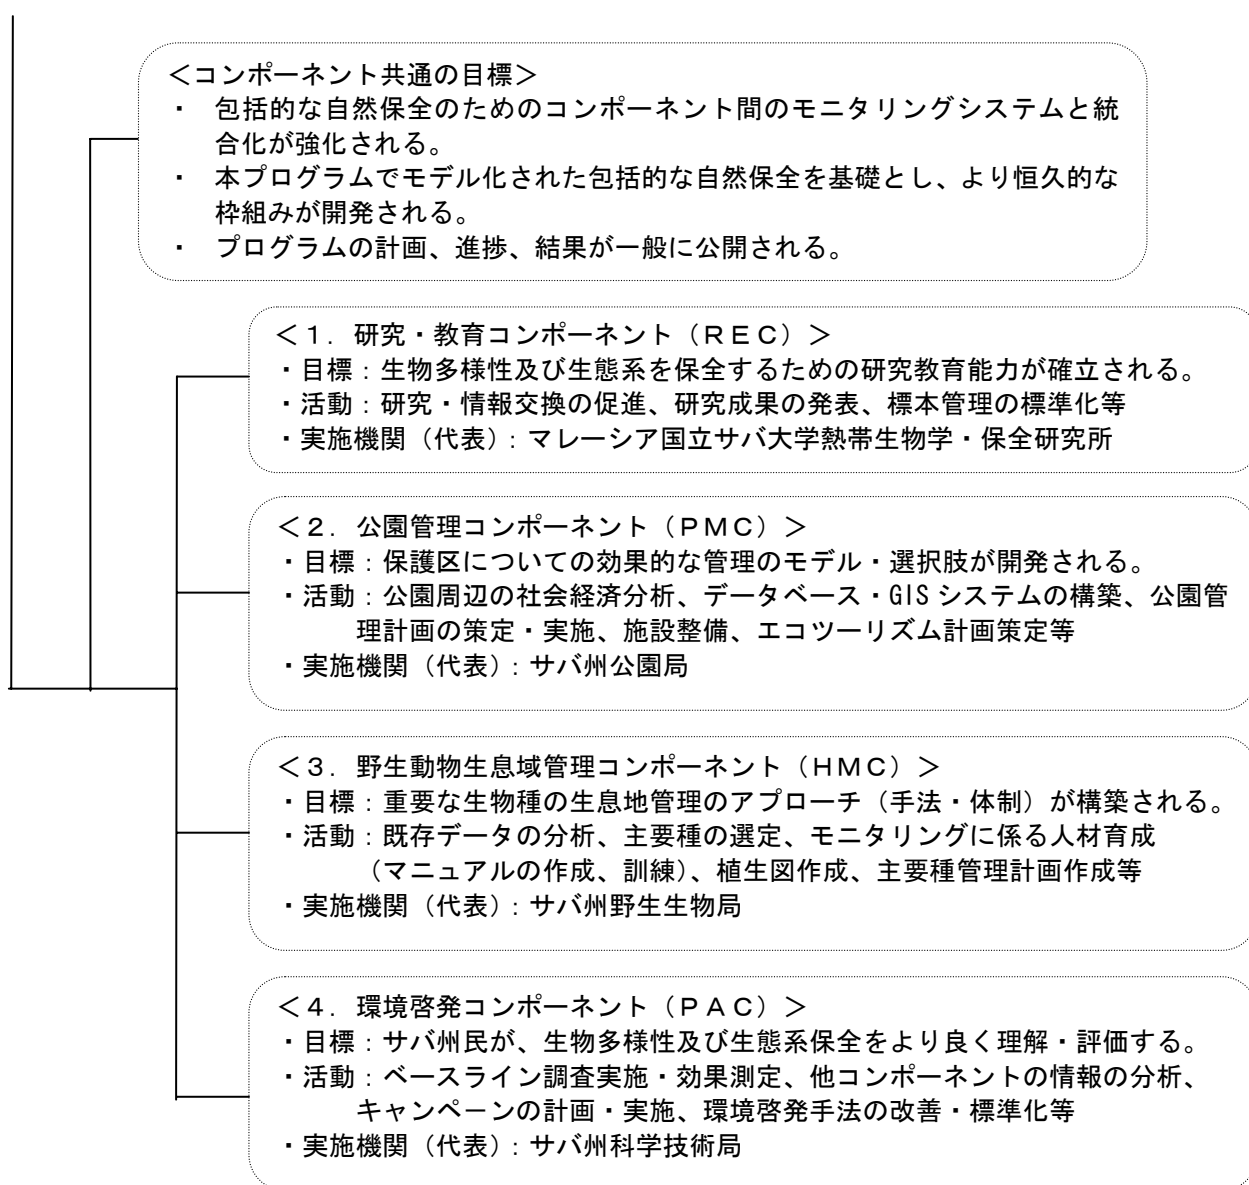 ＜コンポーネント共通の目標＞
・ 包括的な自然保全のためのコンポーネント間のモニタリングシステムと統
合化が強化される。
・ 本プログラムでモデル化された包括的な自然保全を基礎とし、より恒久的な
枠組みが開発される。
・ プログラムの計画、進捗、結果が一般に公開される。
＜１．研究・教育コンポーネント（ＲＥＣ）＞
・目標：生物多様性及び生態系を保全するための研究教育能力が確立される。
・活動：研究・情報交換の促進、研究成果の発表、標本管理の標準化等
・実施機関（代表）：マレーシア国立サバ大学熱帯生物学・保全研究所
＜２．公園管理コンポーネント（ＰＭＣ）＞
・目標：保護区についての効果的な管理のモデル・選択肢が開発される。
・活動：公園周辺の社会経済分析、データベース・GISシステムの構築、公園管
理計画の策定・実施、施設整備、エコツーリズム計画策定等
・実施機関（代表）：サバ州公園局
＜３．野生動物生息域管理コンポーネント（ＨＭＣ）＞
・目標：重要な生物種の生息地管理のアプローチ（手法・体制）が構築される。
・活動：既存データの分析、主要種の選定、モニタリングに係る人材育成
（マニュアルの作成、訓練）、植生図作成、主要種管理計画作成等
・実施機関（代表）：サバ州野生生物局
＜４．環境啓発コンポーネント（ＰＡＣ）＞
・目標：サバ州民が、生物多様性及び生態系保全をより良く理解・評価する。
・活動：ベースライン調査実施・効果測定、他コンポーネントの情報の分析、
キャンペーンの計画・実施、環境啓発手法の改善・標準化等
・実施機関（代表）：サバ州科学技術局